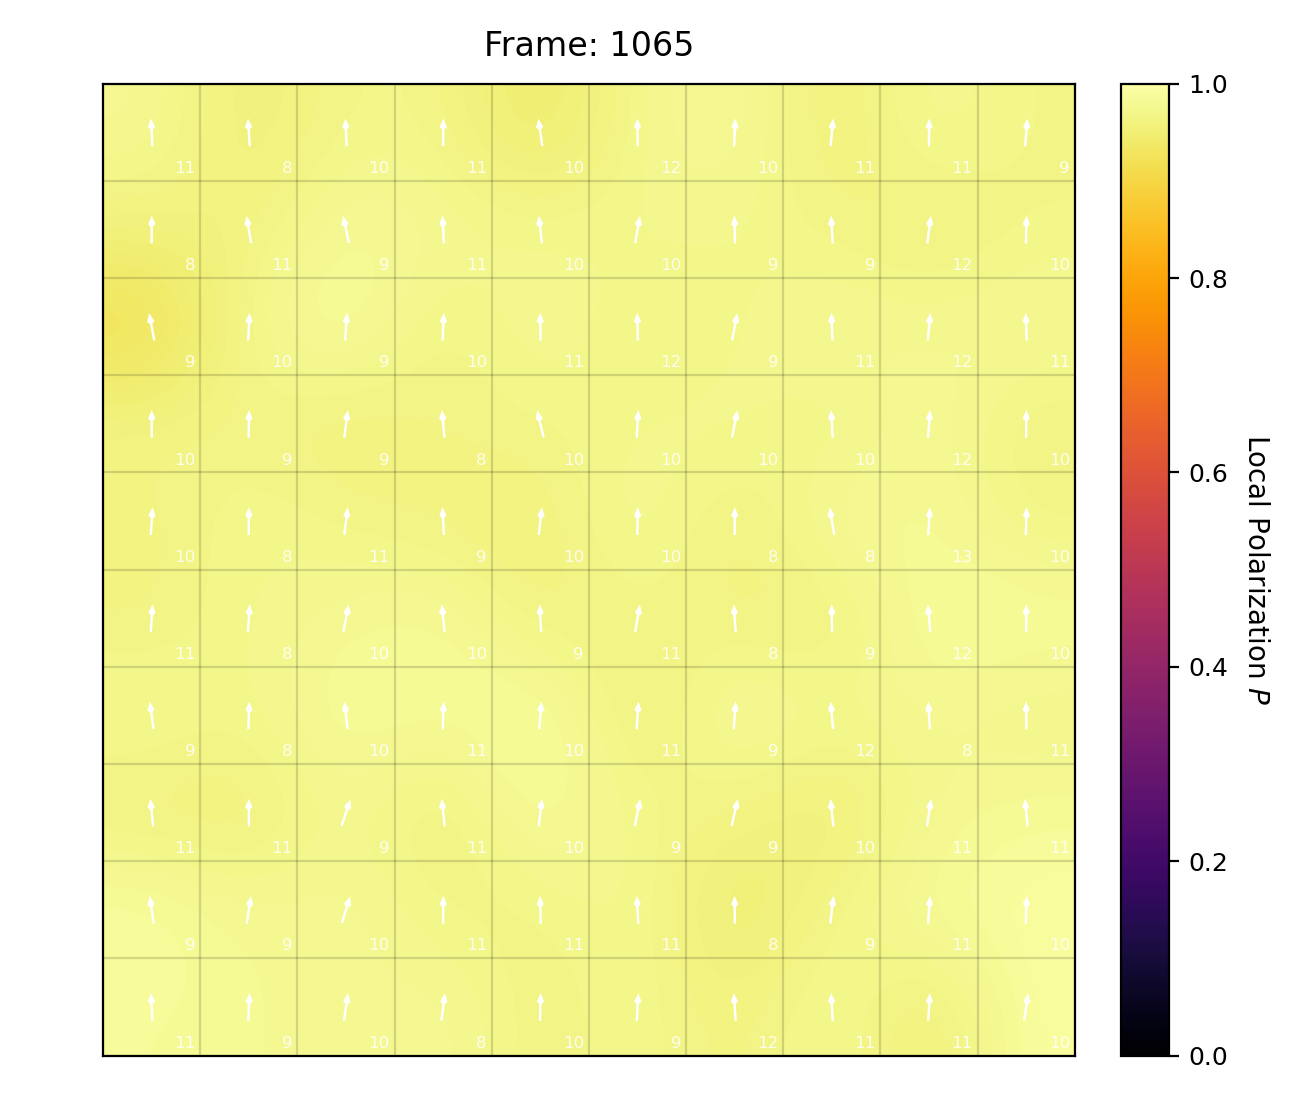 Frame: 1065
11 8 10 11 10 12 10 11 11 9
8 11 9 11 10 10 9 9 12 10
9 10 9 10 11 12 9 11 12 11
10 9 9 8 10 10 10 10 12 10
10 8 11 9 10 10 8 8 13 10
11 8 10 10 9 11 8 9 12 10
9 8 10 11 10 11 9 12 8 11
11 11 9 11 10 9 9 10 11 11
9 9 10 11 11 11 8 9 11 10
11 9 10 8 10 9 12 11 11 10
1.0
0.8
0.6
0.4
0.2
0.0
Local Polarization P